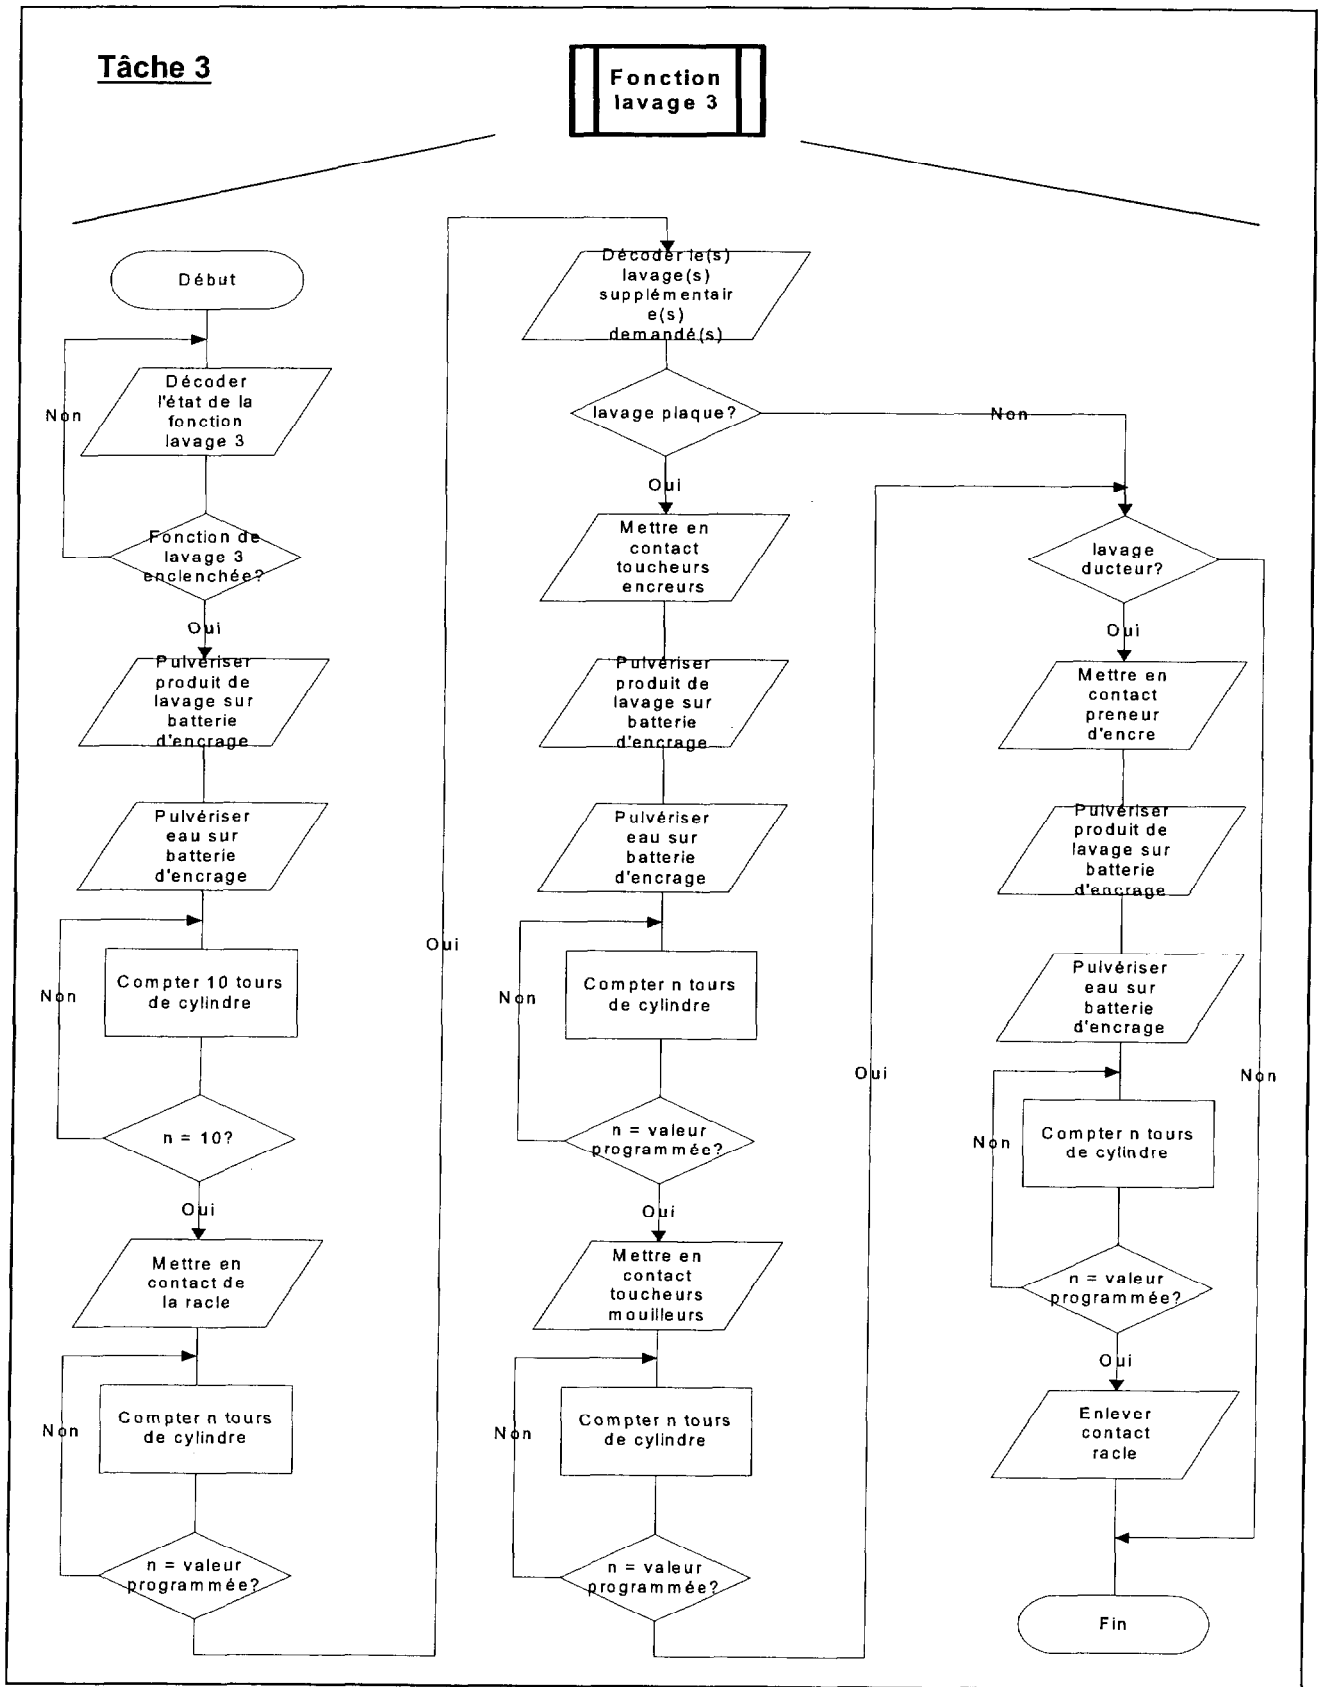 Tâche 3
Fonction
lavage 3
Début
Décoder
l'état de la
fonction
lavage 3
Non
Fonction de
lavage 3
enclenchée?
Oui
Pulvériser
produit de
lavage sur
batterie
d'encrage
Pulvériser
eau sur
batterie
d'encrage
Compter 10 tours
de cylindre
Non
n = 10?
Oui
Mettre en
contact de
la racle
Compter n tours
de cylindre
Non
n = valeur
programmée?
Oui
Décoder le(s)
lavage(s)
supplémentair
e(s)
demandé(s)
lavage plaque?
Non
Oui
Mettre en
contact
toucheurs
encreurs
Pulvériser
produit de
lavage sur
batterie
d'encrage
Pulvériser
eau sur
batterie
d'encrage
Compter n tours
de cylindre
Non
n = valeur
programmée?
Oui
Mettre en
contact
toucheurs
mouilleurs
Compter n tours
de cylindre
Non
n = valeur
programmée?
Oui
lavage
ducteur?
Oui
Non
Mettre en
contact
preneur
d'encre
Pulvériser
produit de
lavage sur
batterie
d'encrage
Pulvériser
eau sur
batterie
d'encrage
Compter n tours
de cylindre
Non
n = valeur
programmée?
Oui
Enlever
contact
racle
Fin